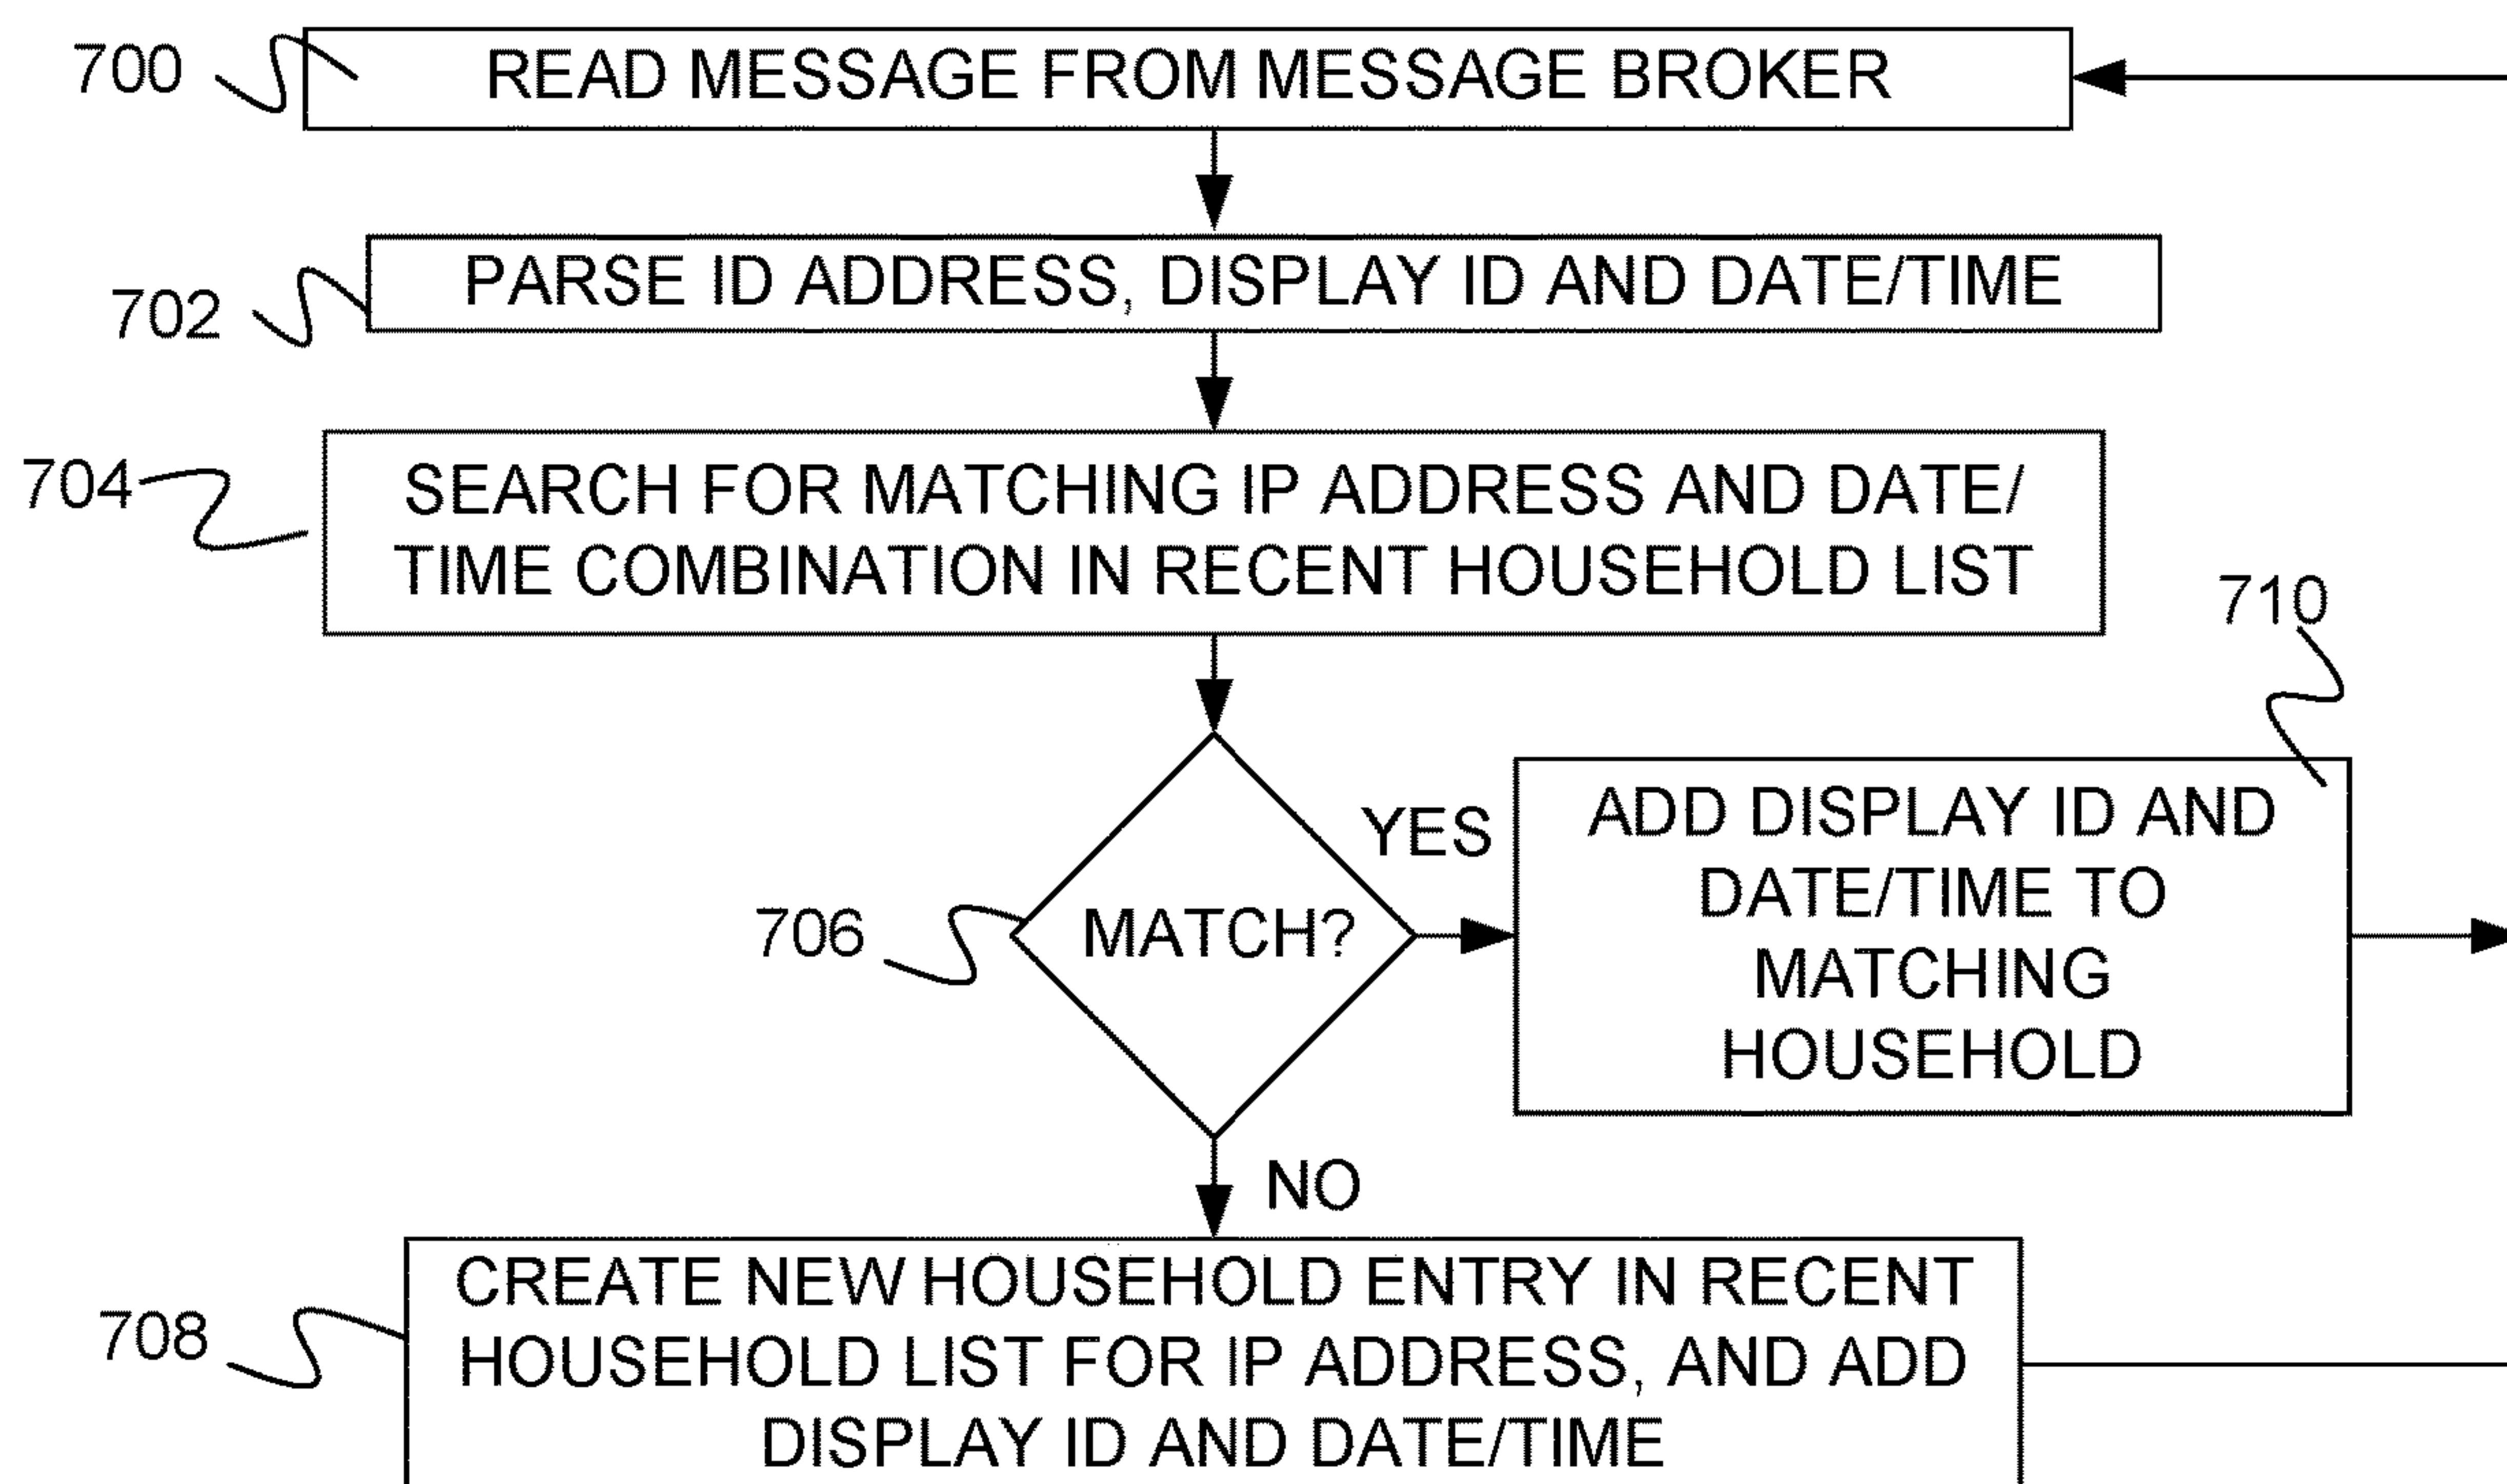 700
READ MESSAGE FROM MESSAGE BROKER
702
PARSE ID ADDRESS, DISPLAY ID AND DATE/TIME
704
SEARCH FOR MATCHING IP ADDRESS AND DATE/
TIME COMBINATION IN RECENT HOUSEHOLD LIST
706
MATCH?
YES
710
ADD DISPLAY ID AND
DATE/TIME TO
MATCHING
HOUSEHOLD
NO
708
CREATE NEW HOUSEHOLD ENTRY IN RECENT
HOUSEHOLD LIST FOR IP ADDRESS, AND ADD
DISPLAY ID AND DATE/TIME